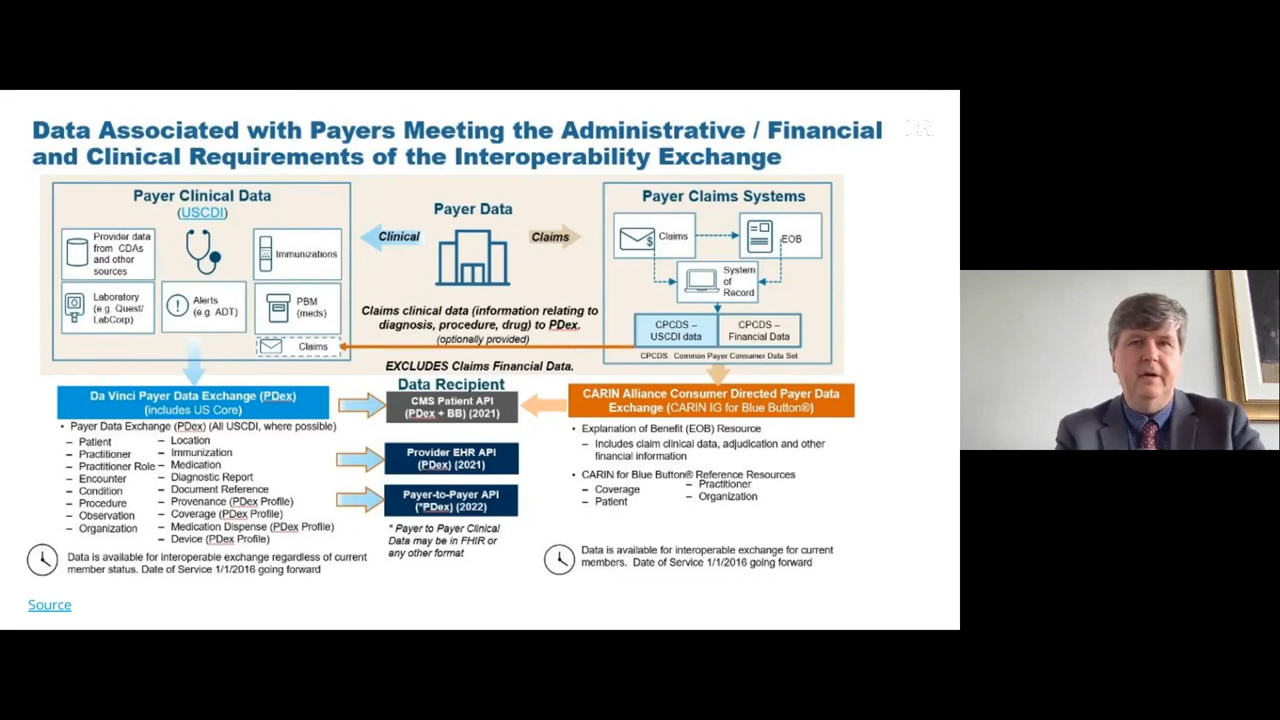 Data Associated with Payers Meeting the Administrative / Financial
and Clinical Requirements of the Interoperability Exchange
Payer Clinical Data
(USCDI)
Provider data
from CDAs
and other
sources
Immunizations
Laboratory
(e.g. Quest/
LabCorp)
Alerts
(e.g. ADT)
PBM
(meds)
Claims
Payer Data
Clinical
Claims
Claims clinical data (information relating to
diagnosis, procedure, drug) to PDex.
(optionally provided)
EXCLUDES Claims Financial Data.
Payer Claims Systems
Claims
EOB
System
of
Record
CPCDS –
USCDI data
CPCDS –
Financial Data
CPCDS: Common Payer Consumer Data Set
Da Vinci Payer Data Exchange (PDex)
(includes US Core)
• Payer Data Exchange (PDex) (All USCDI, where possible)
– Patient
– Practitioner
– Practitioner Role
– Encounter
– Condition
– Procedure
– Observation
– Organization
– Location
– Immunization
– Medication
– Diagnostic Report
– Document Reference
– Provenance (PDex Profile)
– Coverage (PDex Profile)
– Medication Dispense (PDex Profile)
– Device (PDex Profile)
Data is available for interoperable exchange regardless of current
member status. Date of Service 1/1/2016 going forward
Data Recipient
CMS Patient API
(PDex + BB) (2021)
Provider EHR API
(PDex) (2021)
Payer-to-Payer API
(*PDex) (2022)
* Payer to Payer Clinical
Data may be in FHIR or
any other format
CARIN Alliance Consumer Directed Payer Data
Exchange (CARIN IG for Blue Button®)
• Explanation of Benefit (EOB) Resource
– Includes claim clinical data, adjudication and other
financial information
• CARIN for Blue Button® Reference Resources
– Coverage
– Patient
– Practitioner
– Organization
Data is available for interoperable exchange for current
members. Date of Service 1/1/2016 going forward
Source